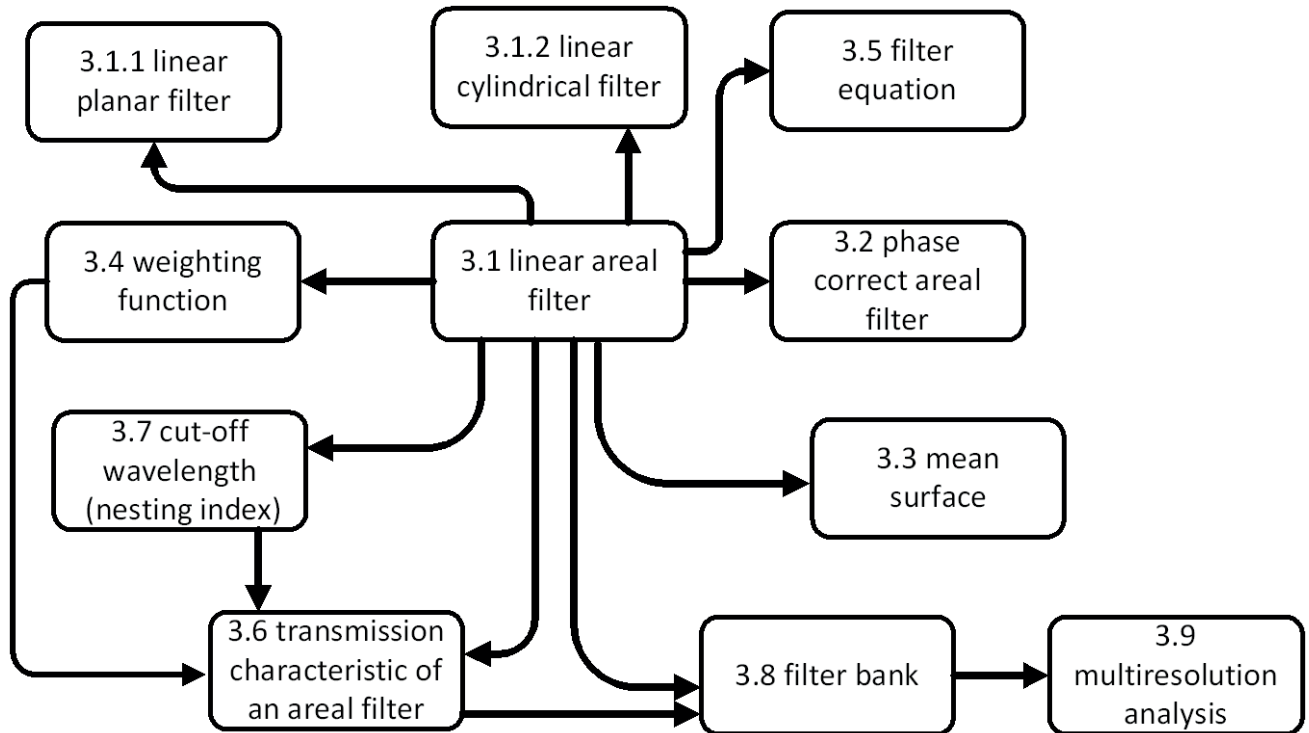 3.1.1 linear
planar filter
3.1.2 linear
cylindrical filter
3.5 filter
equation
3.4 weighting
function
3.1 linear areal
filter
3.2 phase
correct areal
filter
3.7 cut-off
wavelength
(nesting index)
3.3 mean
surface
3.6 transmission
characteristic of
an areal filter
3.8 filter bank
3.9
multiresolution
analysis